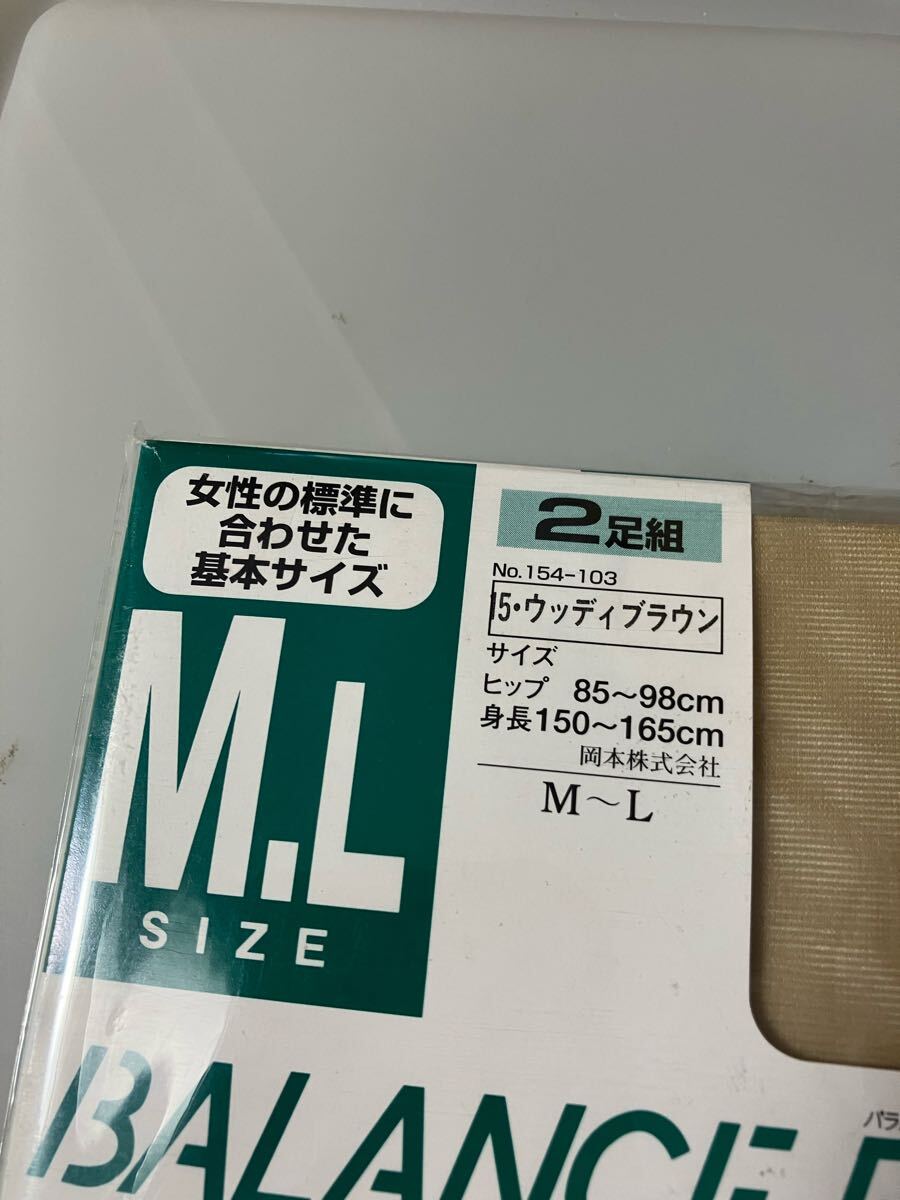 女性の標準に
合わせた
基本サイズ
M.L
SIZE
2足組
No.154-103
15・ウッディブラウン
サイズ
ヒップ 85～98cm
身長150～165cm
岡本株式会社
M～L
BALANCE
バラ